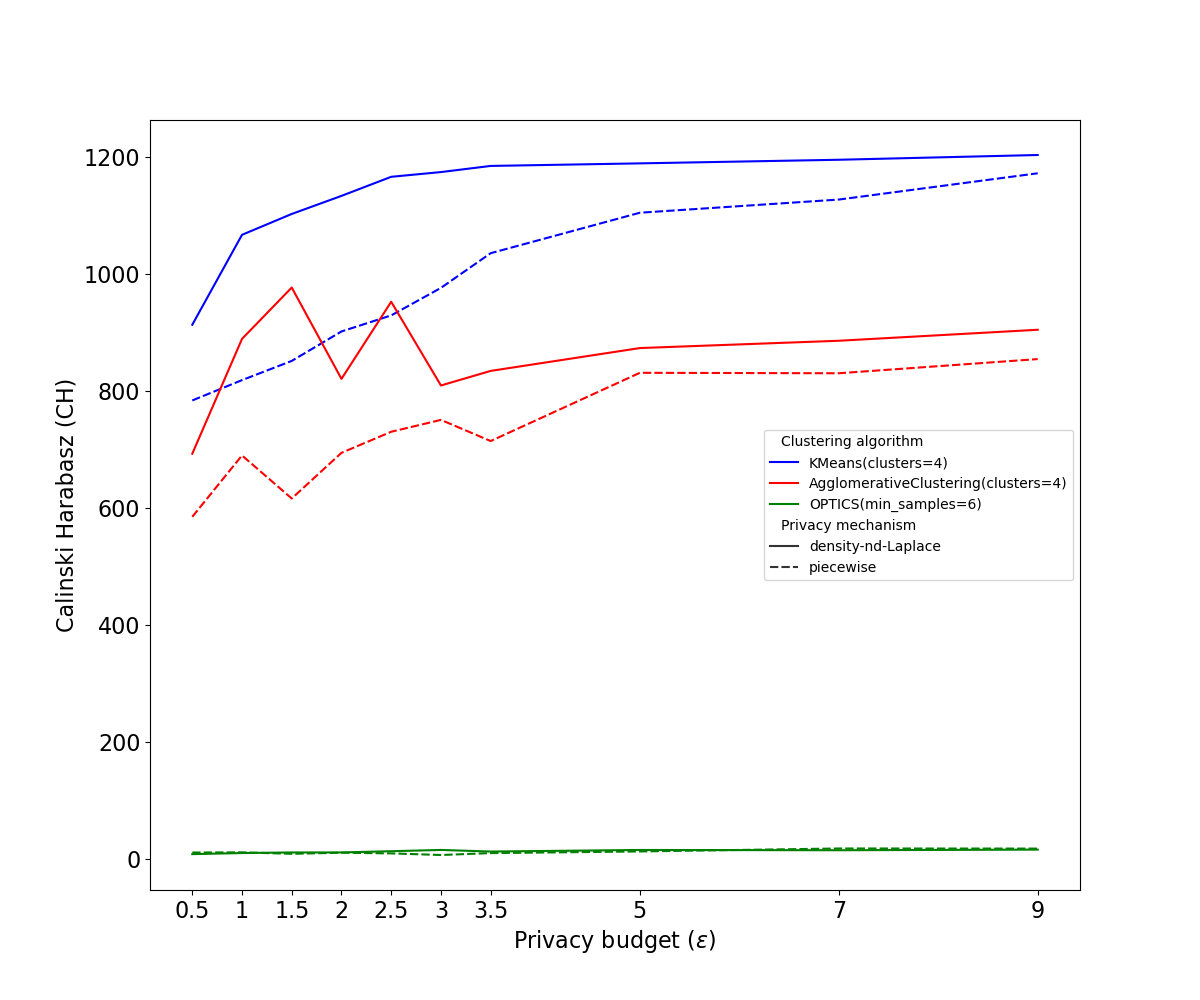 1200
1000
800
600
400
200
0
Calinski Harabasz (CH)
Clustering algorithm
KMeans(clusters=4)
AgglomerativeClustering(clusters=4)
OPTICS(min_samples=6)
Privacy mechanism
density-nd-Laplace
piecewise
0.5 1 1.5 2 2.5 3 3.5 5 7 9
Privacy budget (ε)